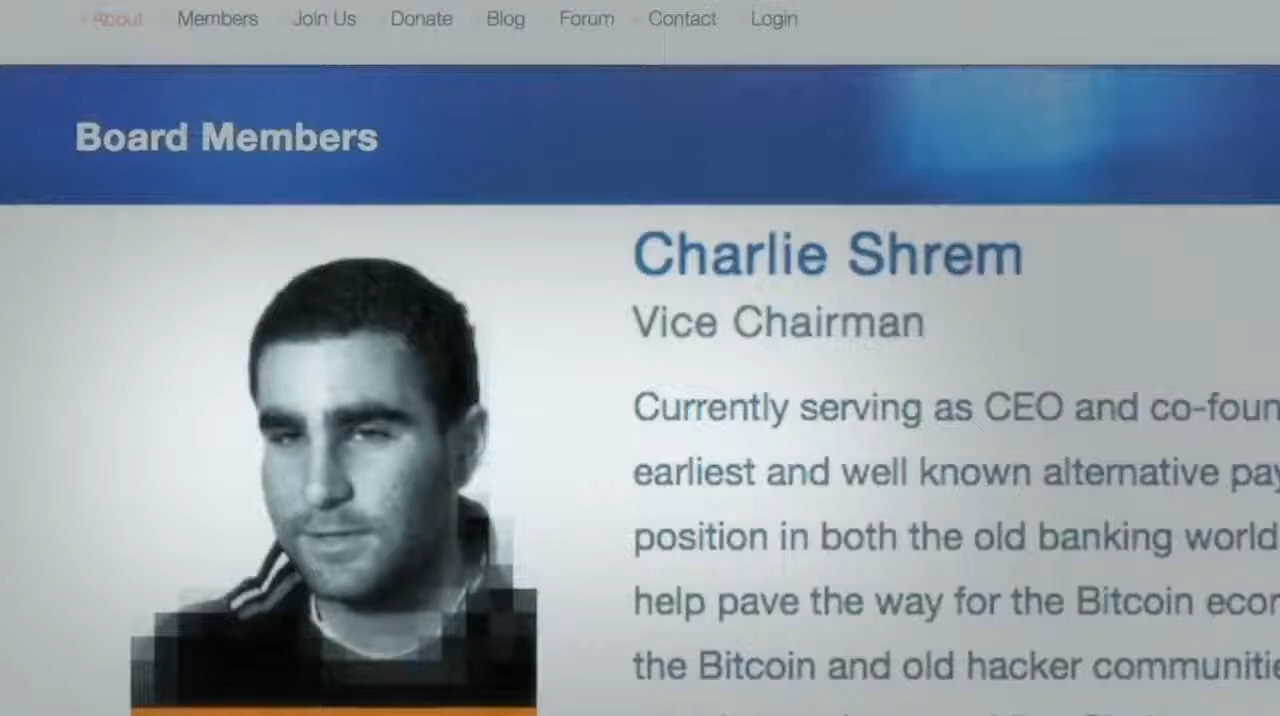 About Members Join Us Donate Blog Forum Contact Login
Board Members
Charlie Shrem
Vice Chairman
Currently serving as CEO and co-foun
earliest and well known alternative pay
position in both the old banking world
help pave the way for the Bitcoin econ
the Bitcoin and old hacker communitie